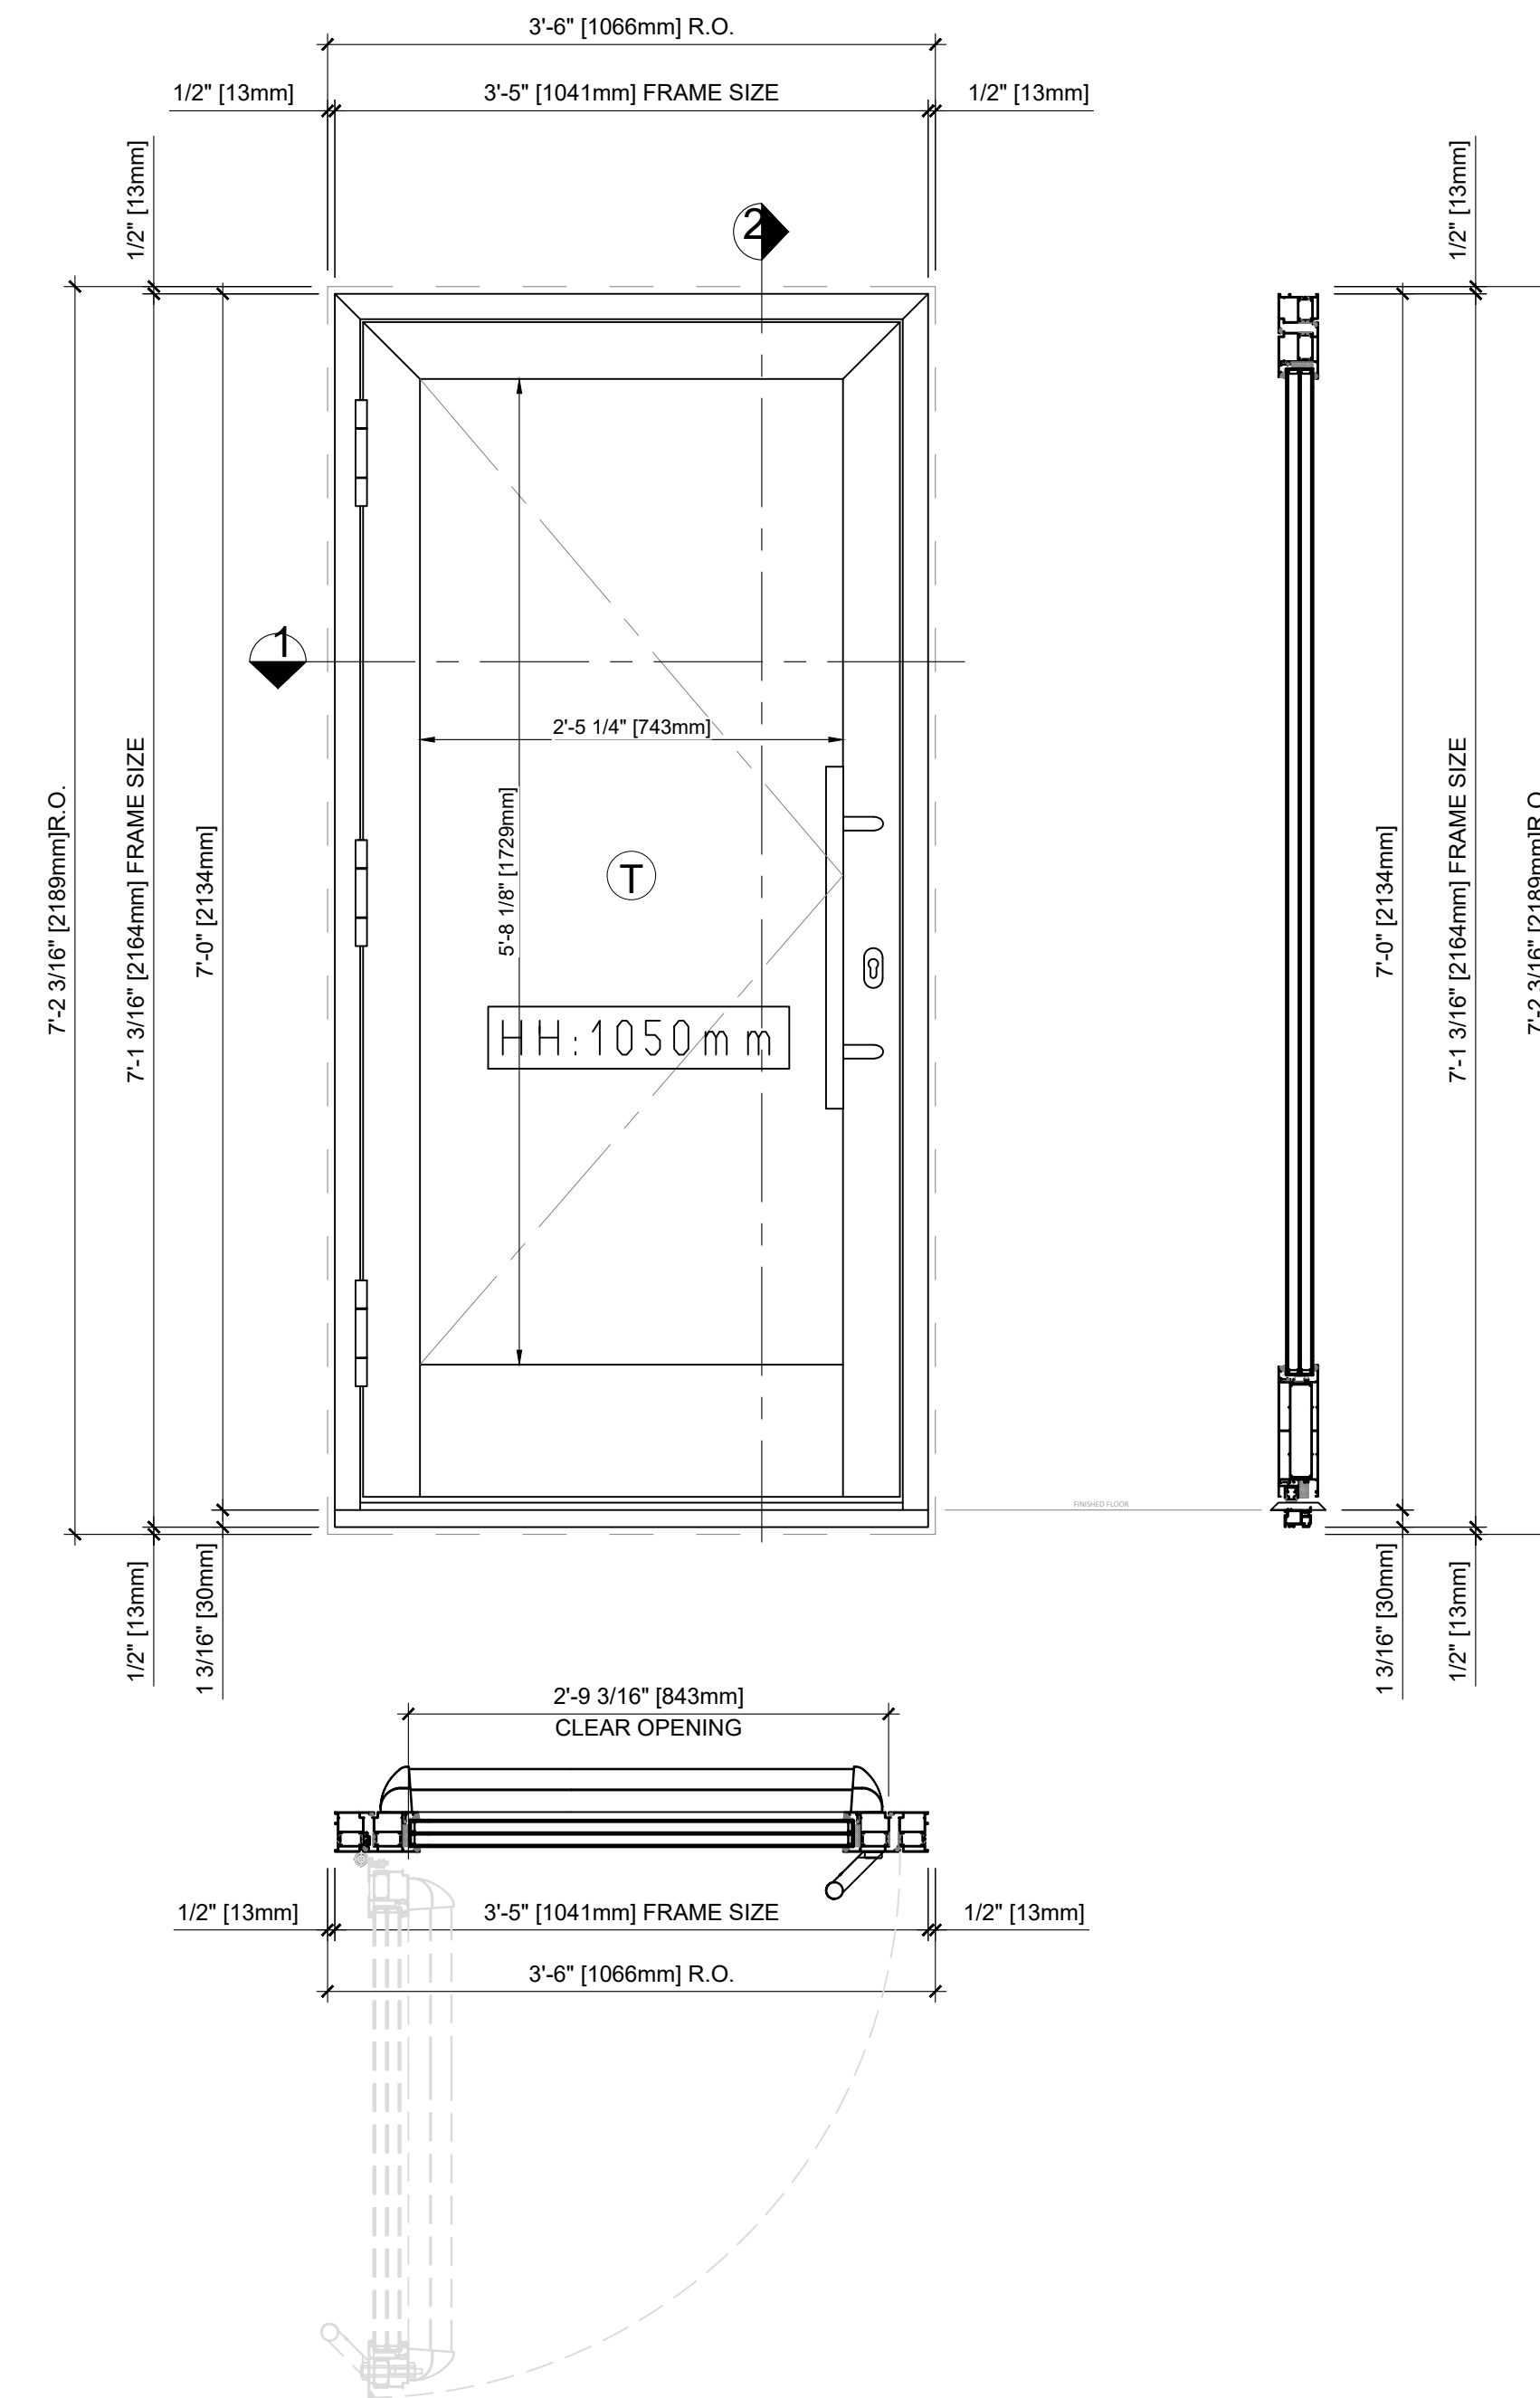 3'-6" [1066mm] R.O.
1/2" [13mm]
3'-5" [1041mm] FRAME SIZE
1/2" [13mm]
1/2" [13mm]
1/2" [13mm]
2
1
7'-2 3/16" [2189mm]R.O.
7'-1 3/16" [2164mm] FRAME SIZE
7'-0" [2134mm]
2'-5 1/4" [743mm]
5'-8 1/8" [1729mm]
T
HH:1050mm
7'-0" [2134mm]
7'-1 3/16" [2164mm] FRAME SIZE
7'-2 3/16" [2189mm]R.O.
FINISHED FLOOR
1/2" [13mm]
1 3/16" [30mm]
1 3/16" [30mm]
1/2" [13mm]
2'-9 3/16" [843mm]
CLEAR OPENING
1/2" [13mm]
3'-5" [1041mm] FRAME SIZE
1/2" [13mm]
3'-6" [1066mm] R.O.